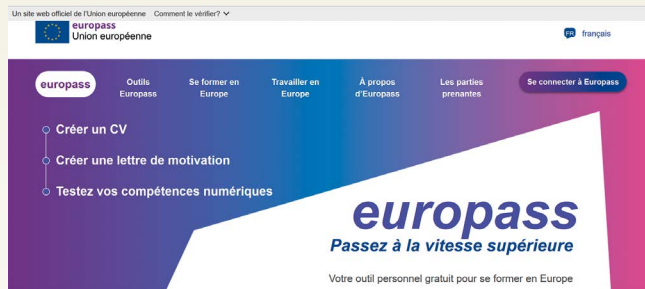 Un site web officiel de l'Union européenne Comment le vérifier?
europass
Union européenne
FR français
europass
Outils Europass
Se former en Europe
Travailler en Europe
À propos d'Europass
Les parties prenantes
Se connecter à Europass
Créer un CV
Créer une lettre de motivation
Testez vos compétences numériques
europass
Passez à la vitesse supérieure
Votre outil personnel gratuit pour se former en Europe